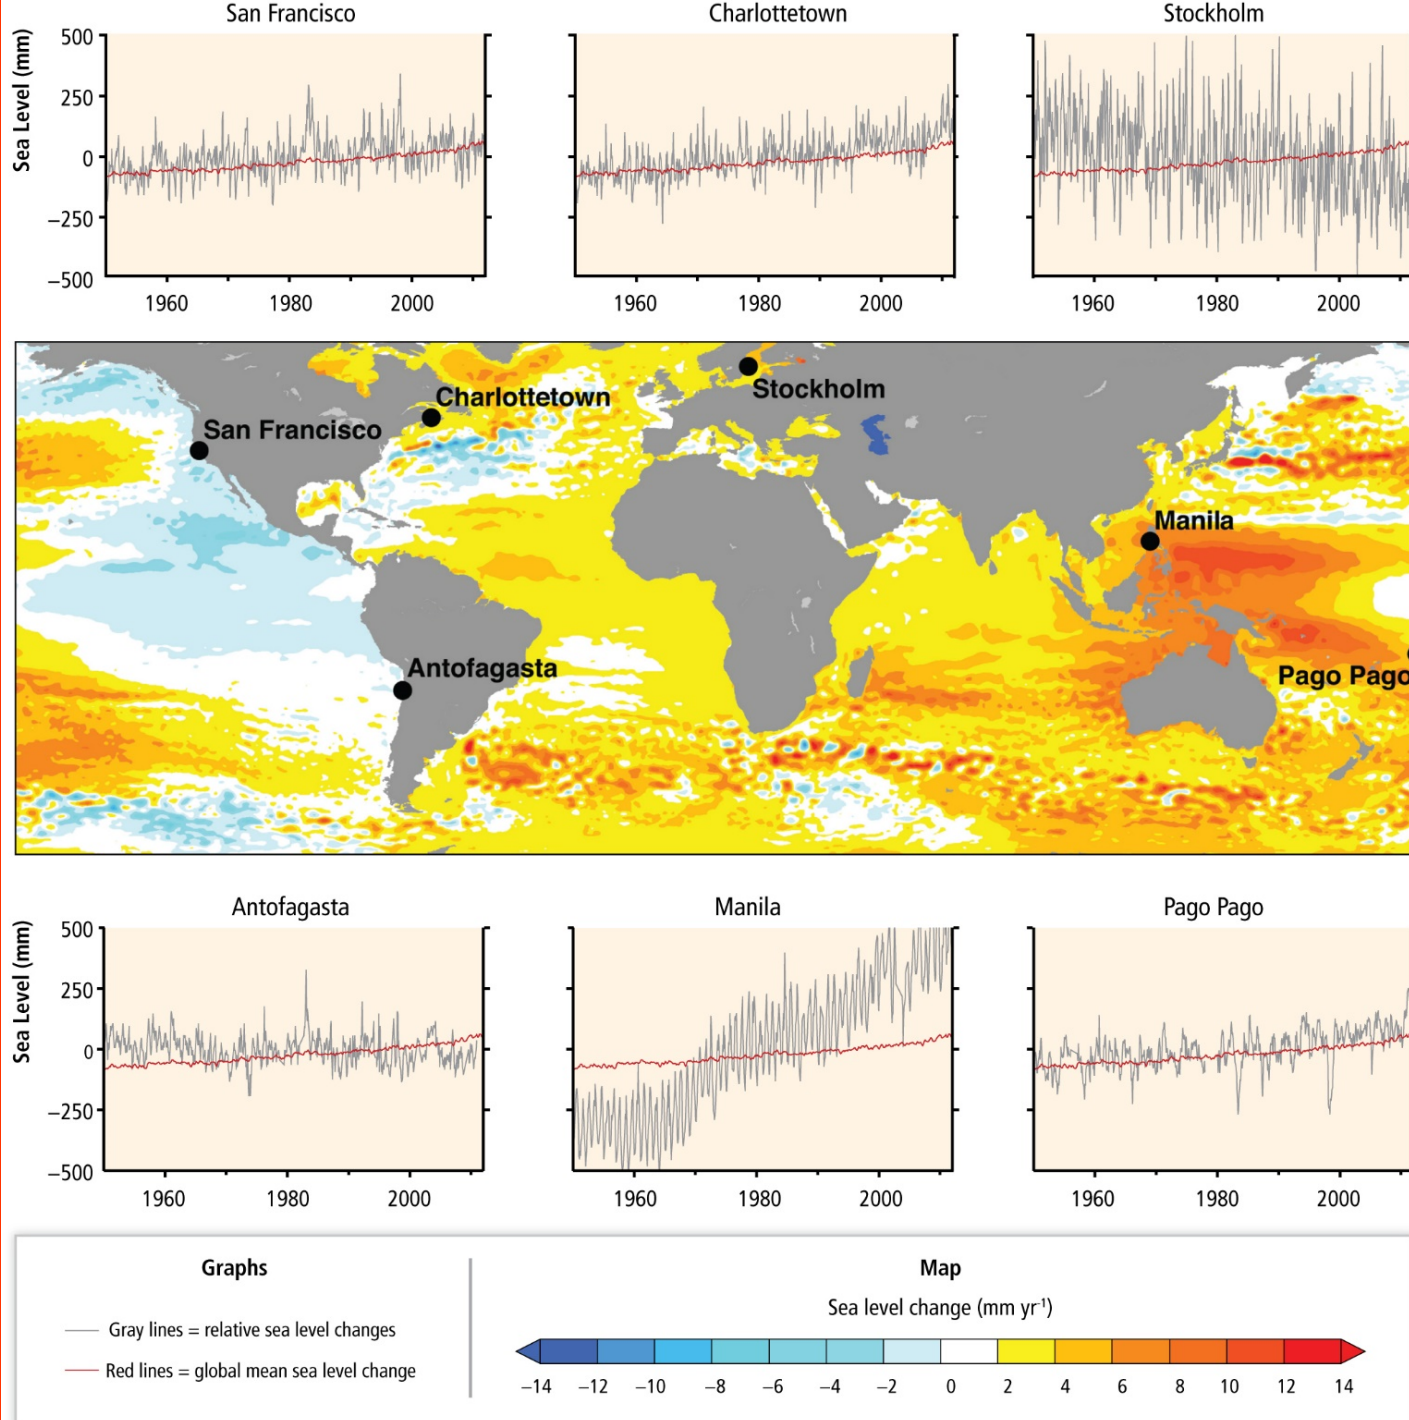 San Francisco
Charlottetown
Stockholm
Sea Level (mm)
500
250
0
−250
−500
1960 1980 2000
1960 1980 2000
1960 1980 2000
Stockholm
Charlottetown
San Francisco
Manila
Antofagasta
Pago Pago
Antofagasta
Manila
Pago Pago
Sea Level (mm)
500
250
0
−250
−500
1960 1980 2000
1960 1980 2000
1960 1980 2000
Graphs
Gray lines = relative sea level changes
Red lines = global mean sea level change
Map
Sea level change (mm yr⁻¹)
−14 −12 −10 −8 −6 −4 −2 0 2 4 6 8 10 12 14